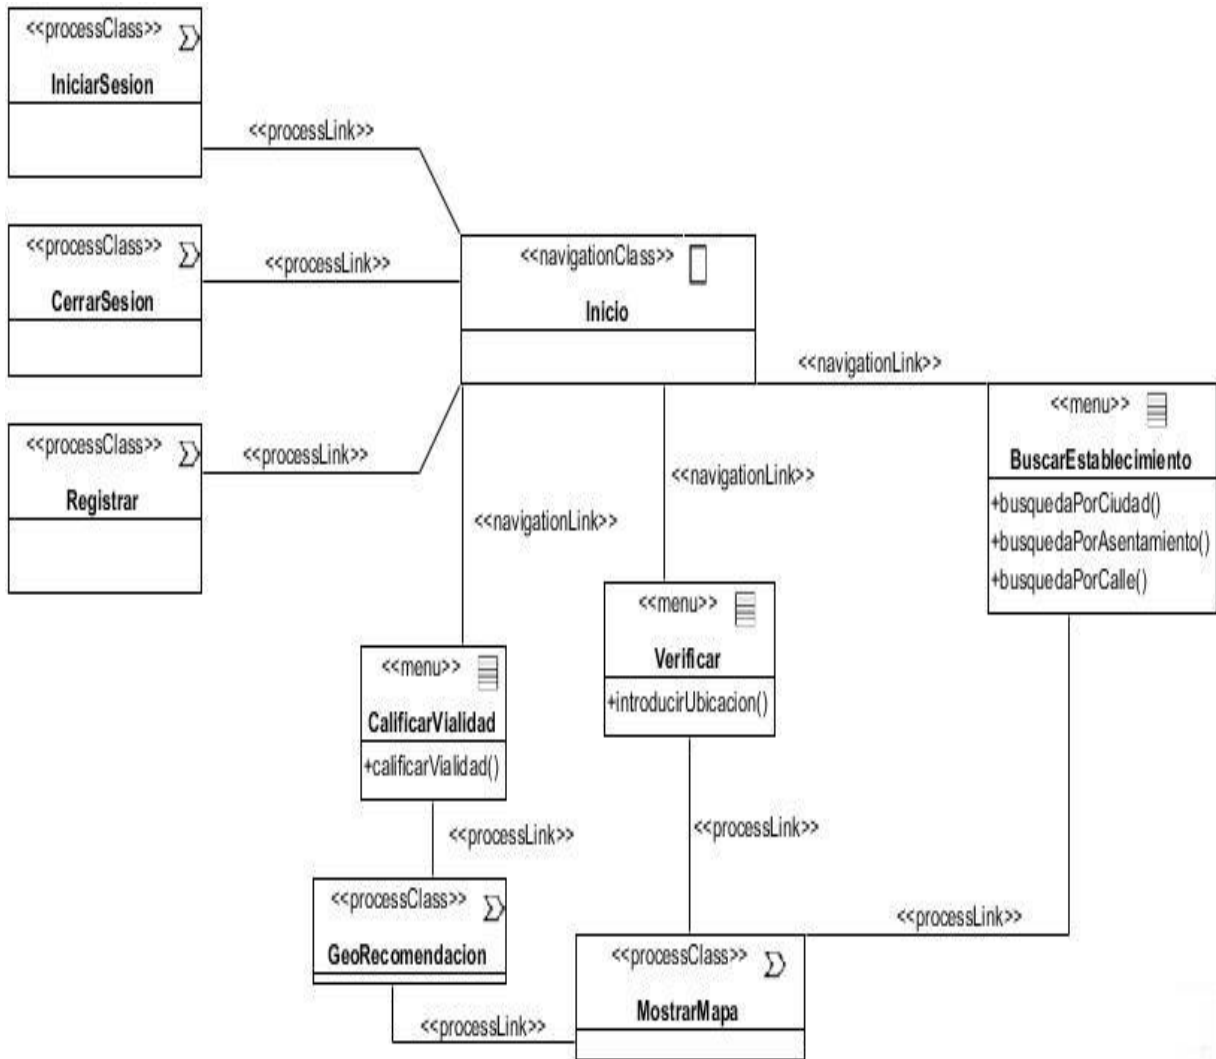 <<processClass>>
IniciarSesion
<<processLink>>
<<processClass>>
CerrarSesion
<<processLink>>
<<navigationClass>>
Inicio
<<processClass>>
Registrar
<<processLink>>
<<navigationLink>>
<<menu>>
BuscarEstablecimiento
+busquedaPorCiudad()
+busquedaPorAsentamiento()
+busquedaPorCalle()
<<navigationLink>>
<<navigationLink>>
<<menu>>
Verificar
+introducirUbicacion()
<<menu>>
CalificarVialidad
+calificarVialidad()
<<processLink>>
<<processLink>>
<<processClass>>
GeoRecomendacion
<<processLink>>
<<processClass>>
MostrarMapa
<<processLink>>